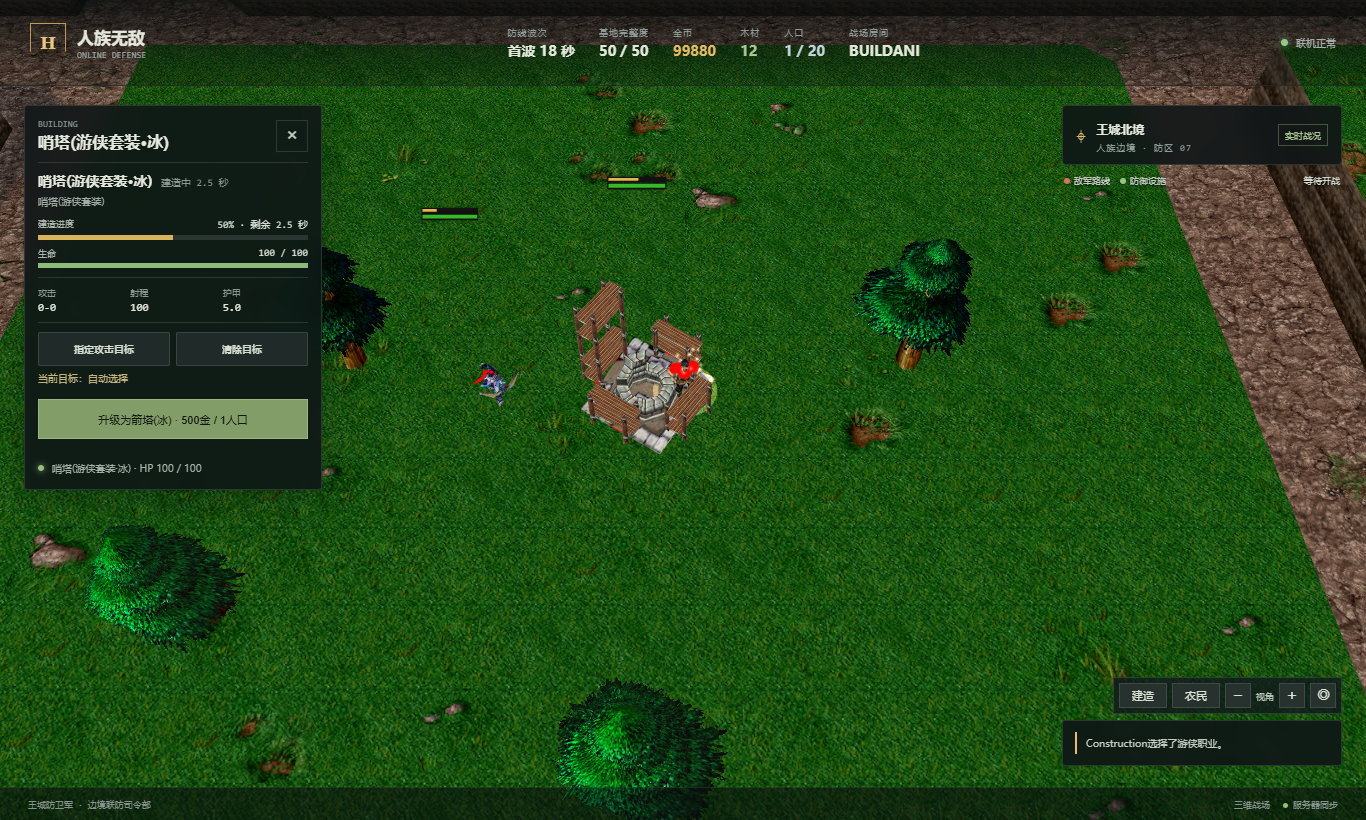 H
人族无敌
ONLINE DEFENSE
防线波次
首波 18 秒
基地完整度
50 / 50
金币
99880
木材
12
人口
1 / 20
战场房间
BUILDANI
联机正常
BUILDING
哨塔(游侠套装•冰)
×
哨塔(游侠套装•冰) 建造中 2.5 秒
哨塔(游侠套装)
建造进度 50% · 剩余 2.5 秒
生命 100 / 100
攻击 射程 护甲
0-0 100 5.0
指定攻击目标 清除目标
当前目标: 自动选择
升级为箭塔(冰) · 500金 / 1人口
哨塔(游侠套装·冰) · HP 100 / 100
王城北境
人族边境 · 防区 07
实时战况
敌军路线 防御设施 等待开战
建造 农民 − 视角 + ◎
Construction选择了游侠职业。
王城防卫军 · 边境联防司令部
三维战场 服务器同步